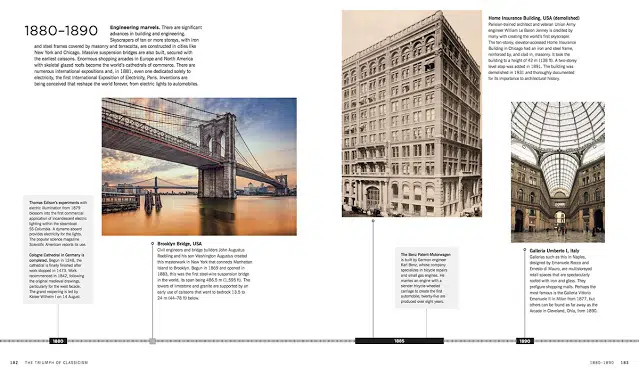 1880–1890
Engineering marvels. There are significant
advances in building and engineering.
Skyscrapers of ten or more storeys, with iron
and steel frames covered by masonry and terracotta, are constructed in cities like
New York and Chicago. Massive suspension bridges are also built, secured with
the earliest caissons. Enormous shopping arcades in Europe and North America
with skeletal glazed roofs become the world's cathedrals of commerce. There are
numerous international expositions and, in 1881, even one dedicated solely to
electricity, the first International Exposition of Electricity, Paris. Inventions are
being conceived that reshape the world forever, from electric lights to automobiles.
Thomas Edison's experiments with
electric illumination from 1879
blossom into the first commercial
application of incandescent electric
lighting within the steamboat
SS Columbia. A dynamo aboard
provides electricity for the lights.
The popular science magazine
Scientific American records its use.
Cologne Cathedral in Germany is
completed. Begun in 1248, the
cathedral is finally finished after
work stopped in 1473. Work
recommenced in 1842, following
the original medieval drawings,
particularly for the west facade.
The grand reopening is led by
Kaiser Wilhelm I on 14 August.
Brooklyn Bridge, USA
Civil engineers and bridge builders John Augustus
Roebling and his son Washington Augustus created
this masterwork in New York that connects Manhattan
Island to Brooklyn. Begun in 1869 and opened in
1883, this was the first steel-wire suspension bridge
in the world, its span being 486.3 m (1,595 ft). The
towers of limestone and granite are supported by an
early use of caissons that went to bedrock 13.5 to
24 m (44–78 ft) below.
Home Insurance Building, USA (demolished)
Parisian-trained architect and veteran Union Army
engineer William Le Baron Jenney is credited by
many with creating the world's first skyscraper.
The ten-storey, elevator-accessed Home Insurance
Building in Chicago had an iron and steel frame,
reinforced by, and clad in, masonry. It took the
building to a height of 42 m (138 ft). A two-storey
level atop was added in 1891. The building was
demolished in 1931 and thoroughly documented
for its importance to architectural history.
The Benz Patent-Motorwagen
is built by German engineer
Karl Benz, whose company
specializes in bicycle repairs
and small gas engines. He
marries an engine with a
slender tricycle-wheeled
carriage to create the first
automobile; twenty-five are
produced over eight years.
Galleria Umberto I, Italy
Galleries such as this in Naples,
designed by Emanuele Rocco and
Ernesto di Mauro, are multistoreyed
retail spaces that are spectacularly
roofed with iron and glass. They
prefigure shopping malls. Perhaps the
most famous is the Galleria Vittorio
Emanuele II in Milan from 1877, but
others can be found as far away as the
Arcade in Cleveland, Ohio, from 1890.
1880
1885
1890
182 THE TRIUMPH OF CLASSICISM
1880–1890 183